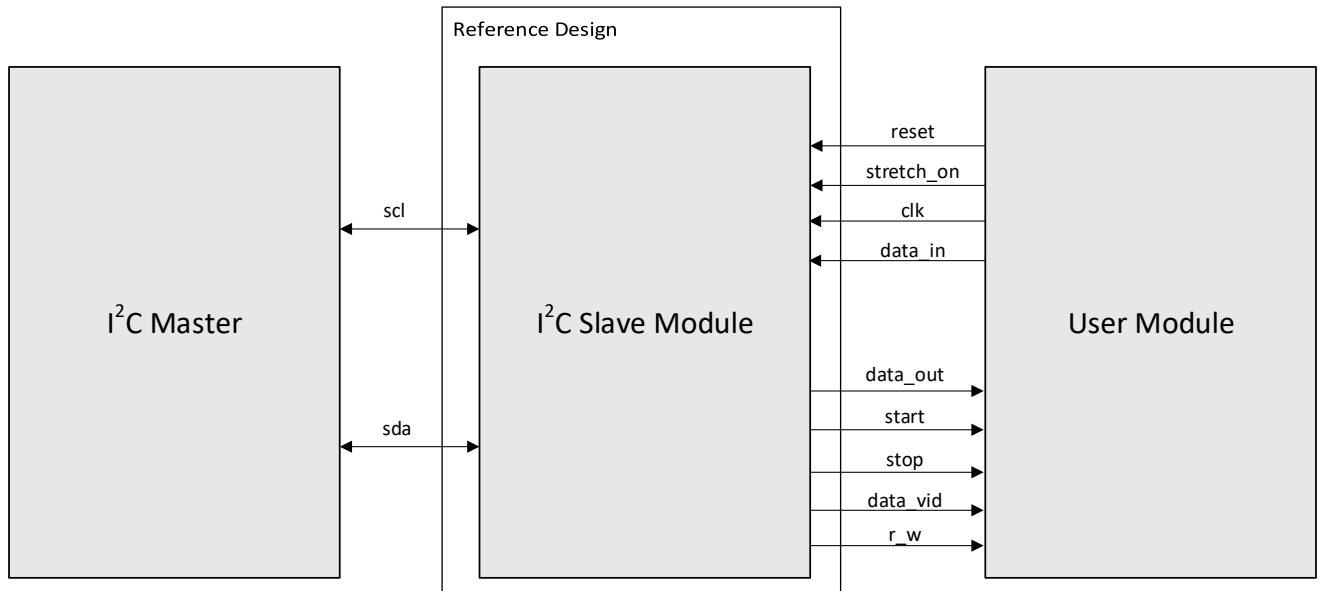 Reference Design
reset
stretch_on
scl
clk
data_in
I²C Master
I²C Slave Module
User Module
data_out
sda
start
stop
data_vid
r_w